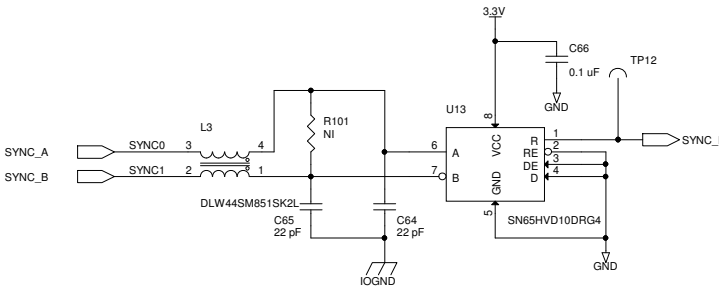 3.3V
C66
0.1 uF
GND
TP12
U13
L3
R101
NI
SYNC_A
SYNC0
3
4
SYNC_B
SYNC1
2
1
DLW44SM851SK2L
C65
22 pF
C64
22 pF
IOGND
6
7
A
B
8
VCC
GND
5
R
RE
DE
D
1
2
3
4
SN65HVD10DRG4
GND